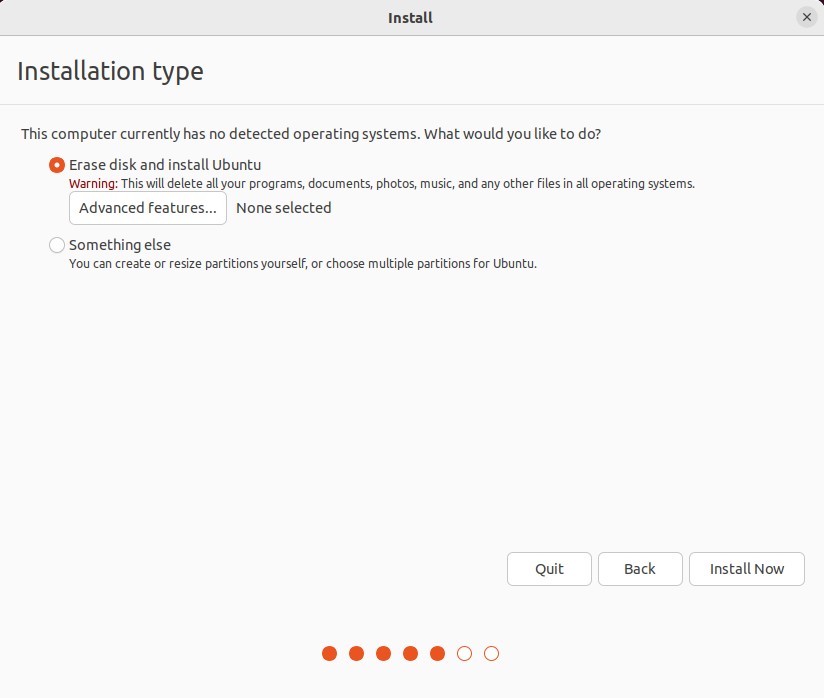 Install
Installation type
This computer currently has no detected operating systems. What would you like to do?
Erase disk and install Ubuntu
Warning: This will delete all your programs, documents, photos, music, and any other files in all operating systems.
Advanced features... None selected
Something else
You can create or resize partitions yourself, or choose multiple partitions for Ubuntu.
Quit Back Install Now